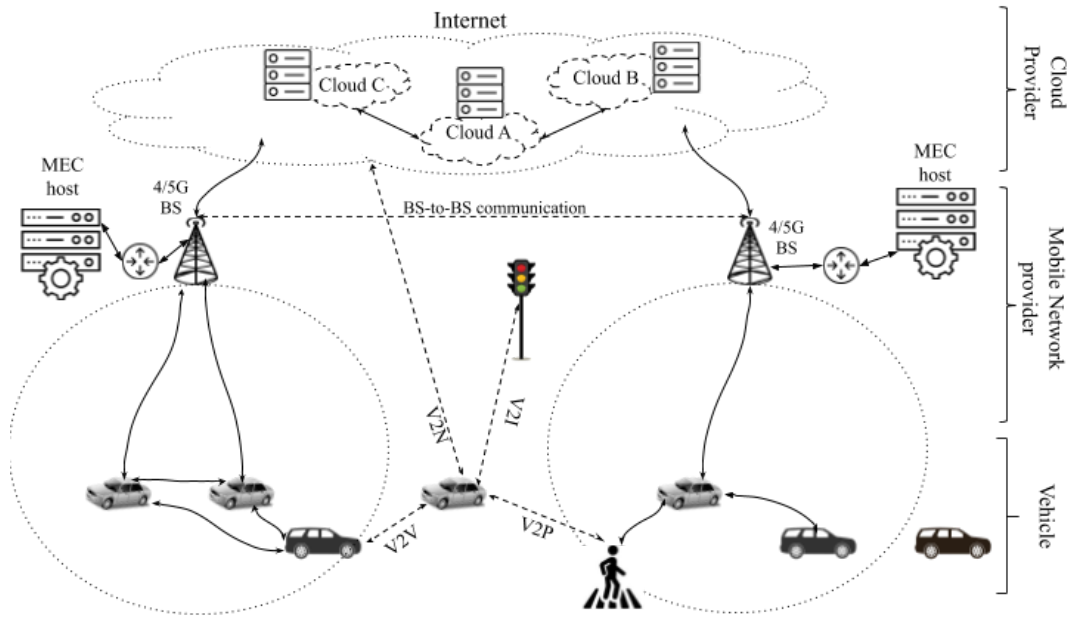 Internet
Cloud C
Cloud B
Cloud A
Cloud
Provider
MEC
host
4/5G
BS
BS-to-BS communication
4/5G
BS
MEC
host
Mobile Network
provider
V2N
V2I
V2V
V2P
Vehicle